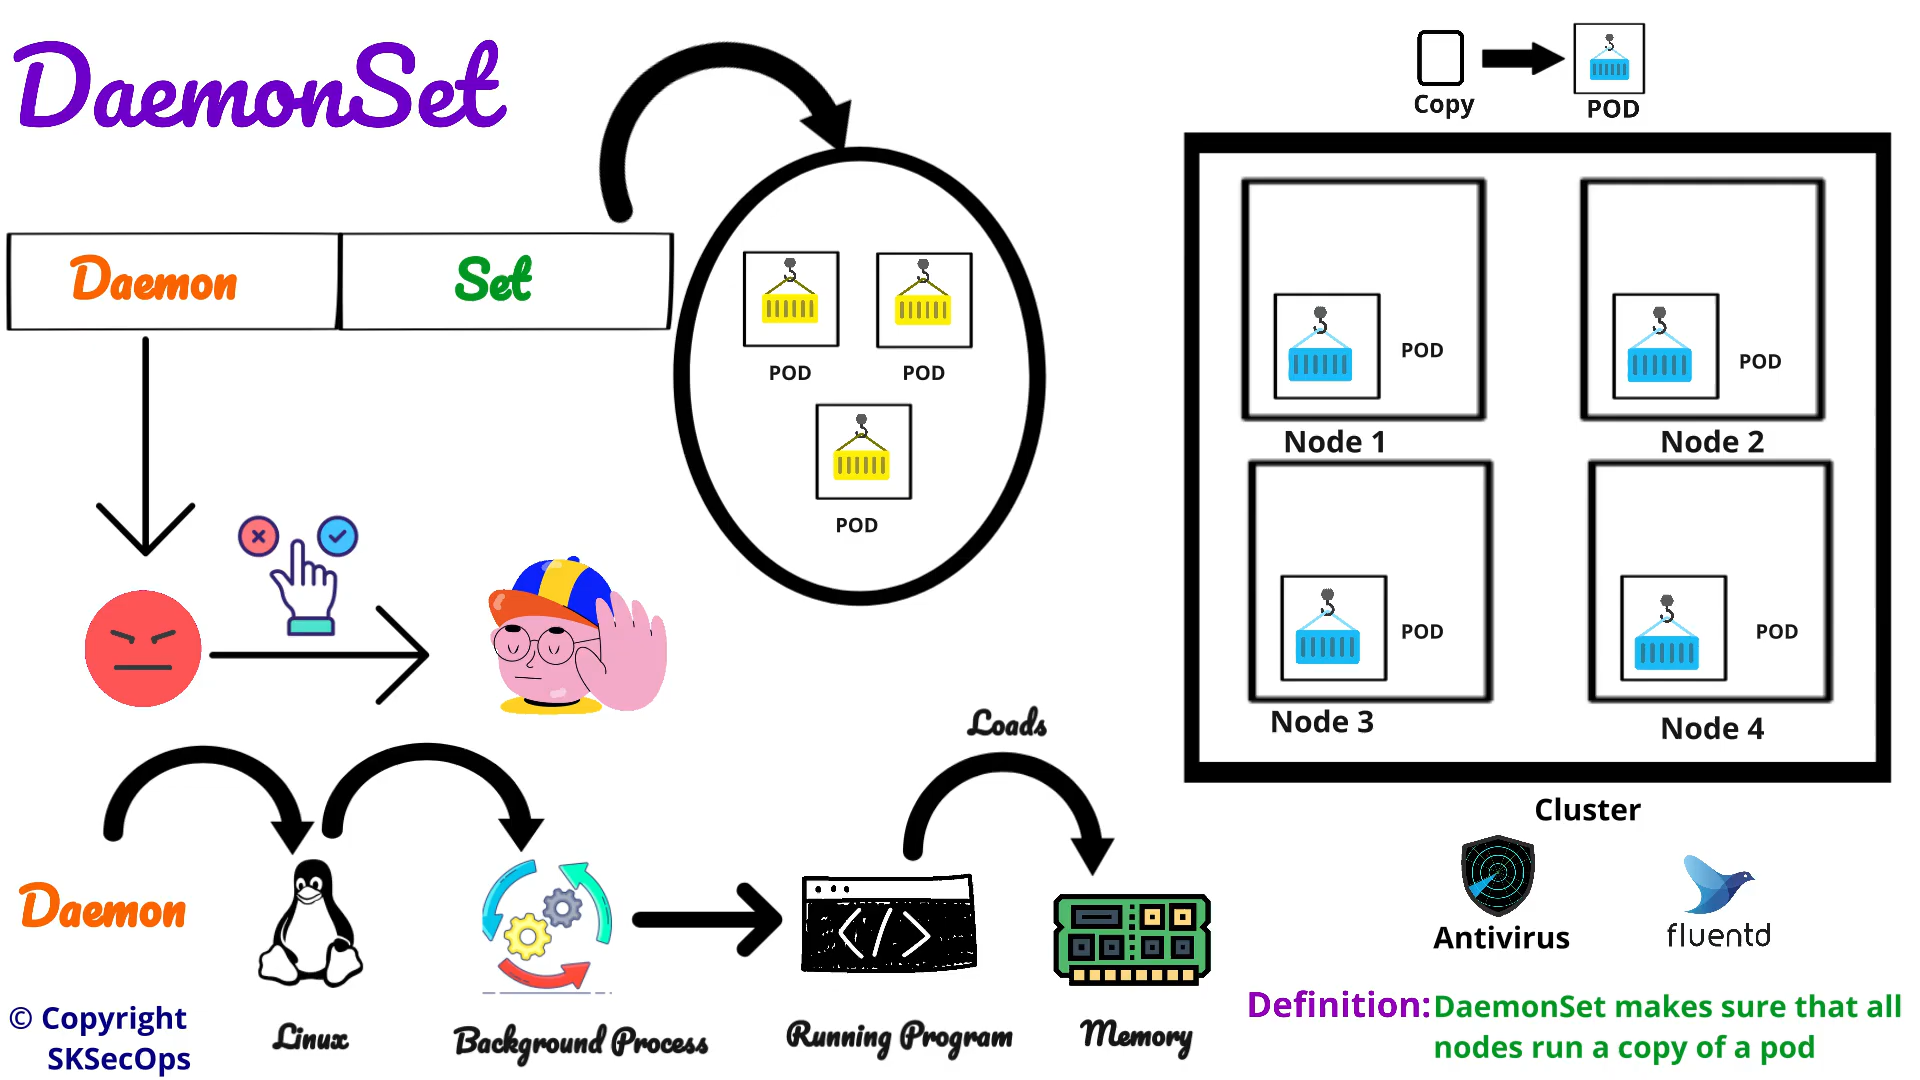 DaemonSet
Daemon
Set
POD
POD
POD
Daemon
Linux
Background Process
Running Program
Loads
Memory
© Copyright
SKSecOps
Copy
POD
POD
Node 1
POD
Node 2
POD
Node 3
POD
Node 4
Cluster
Antivirus
fluentd
Definition: DaemonSet makes sure that all
nodes run a copy of a pod